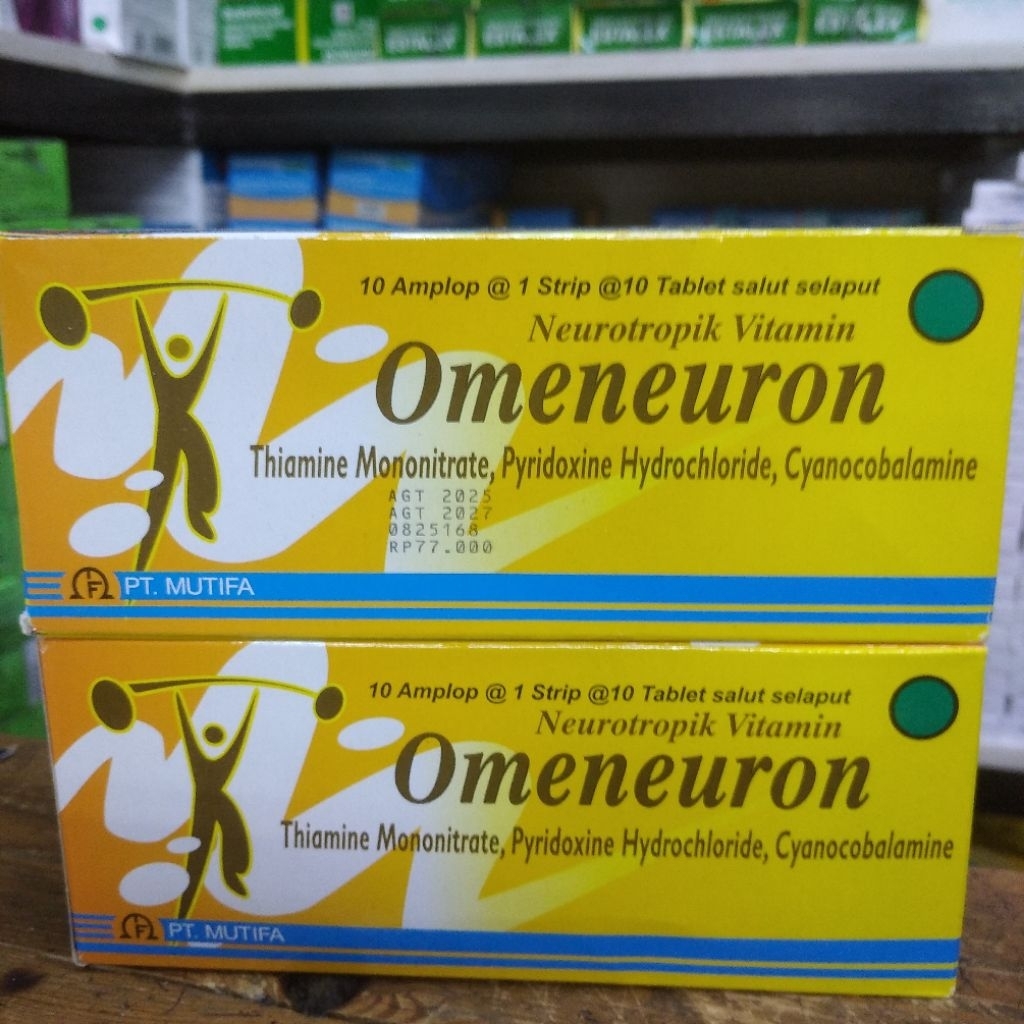 10 Amplop @ 1 Strip @10 Tablet salut selaput
Neurotropik Vitamin
Omeneuron
Thiamine Mononitrate, Pyridoxine Hydrochloride, Cyanocobalamine
AGT 2025
AGT 2027
0825168
RP77.000
PT. MUTIFA
10 Amplop @ 1 Strip @10 Tablet salut selaput
Neurotropik Vitamin
Omeneuron
Thiamine Mononitrate, Pyridoxine Hydrochloride, Cyanocobalamine
PT. MUTIFA